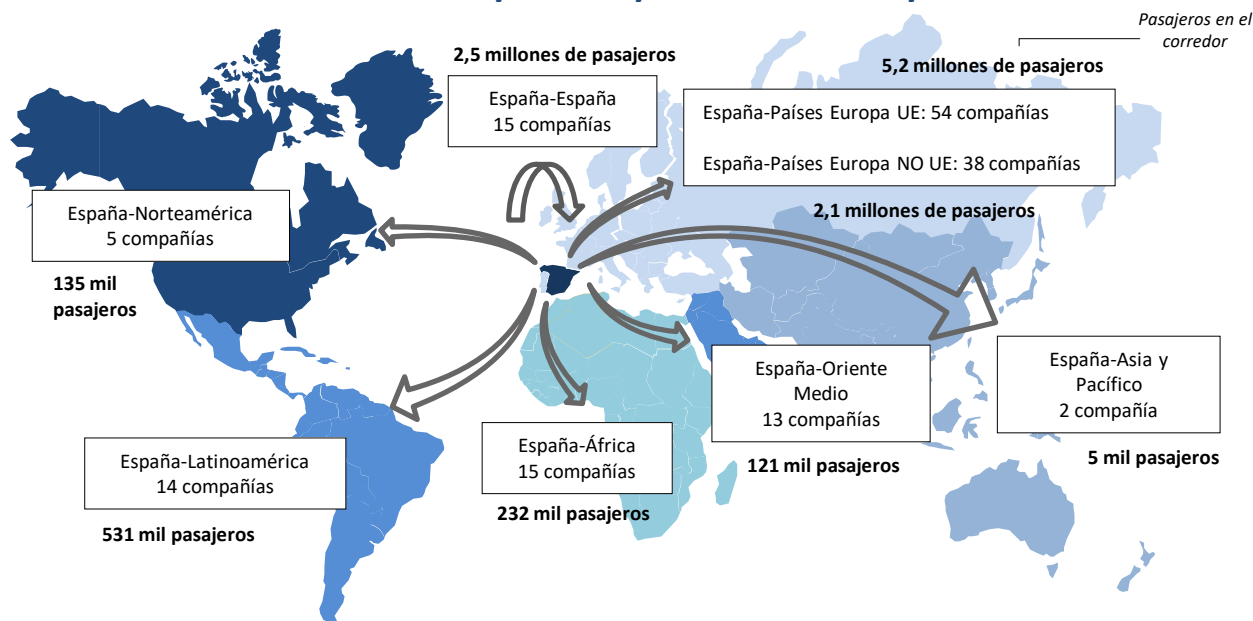 Pasajeros en el
corredor
2,5 millones de pasajeros
España-España
15 compañías
5,2 millones de pasajeros
España-Países Europa UE: 54 compañías
España-Países Europa NO UE: 38 compañías
2,1 millones de pasajeros
España-Norteamérica
5 compañías
135 mil
pasajeros
España-Oriente
Medio
13 compañías
121 mil pasajeros
España-Asia y
Pacífico
2 compañía
5 mil pasajeros
España-Latinoamérica
14 compañías
531 mil pasajeros
España-África
15 compañías
232 mil pasajeros